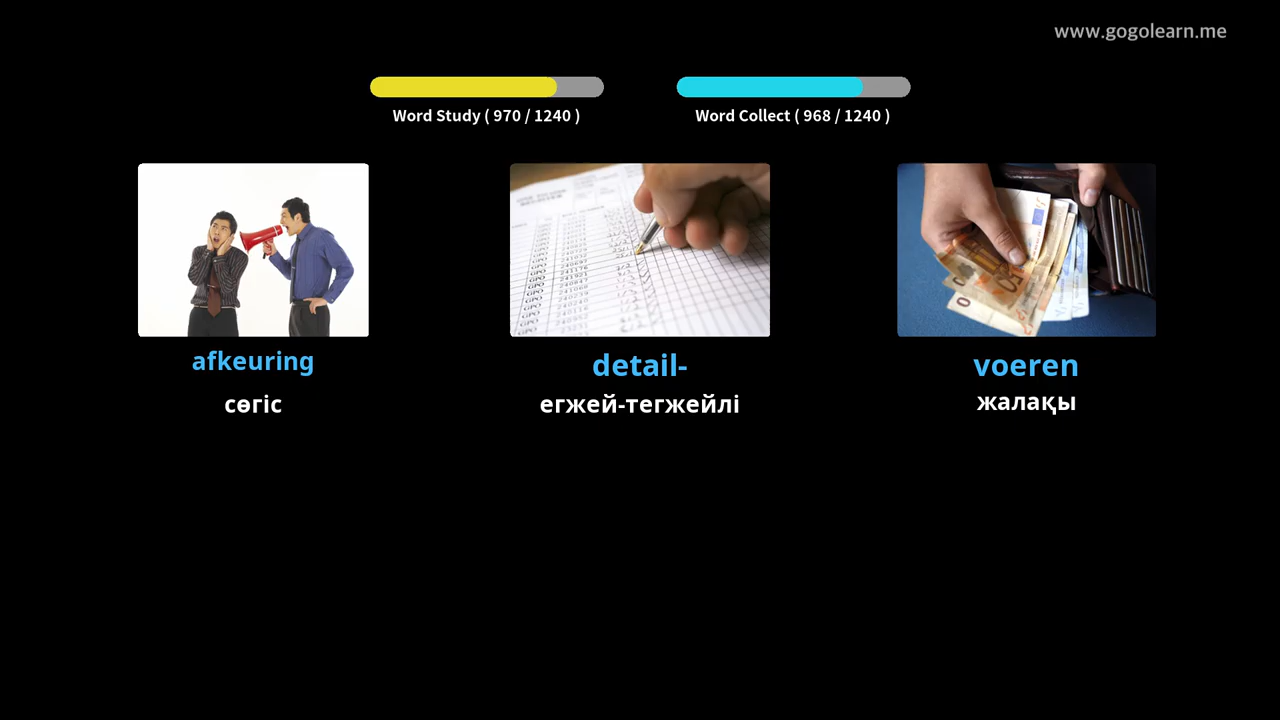 www.gogolearn.me
Word Study ( 970 / 1240 )
Word Collect ( 968 / 1240 )
afkeuring
detail-
voeren
сөгіс
егжей-тегжейлі
жалақы